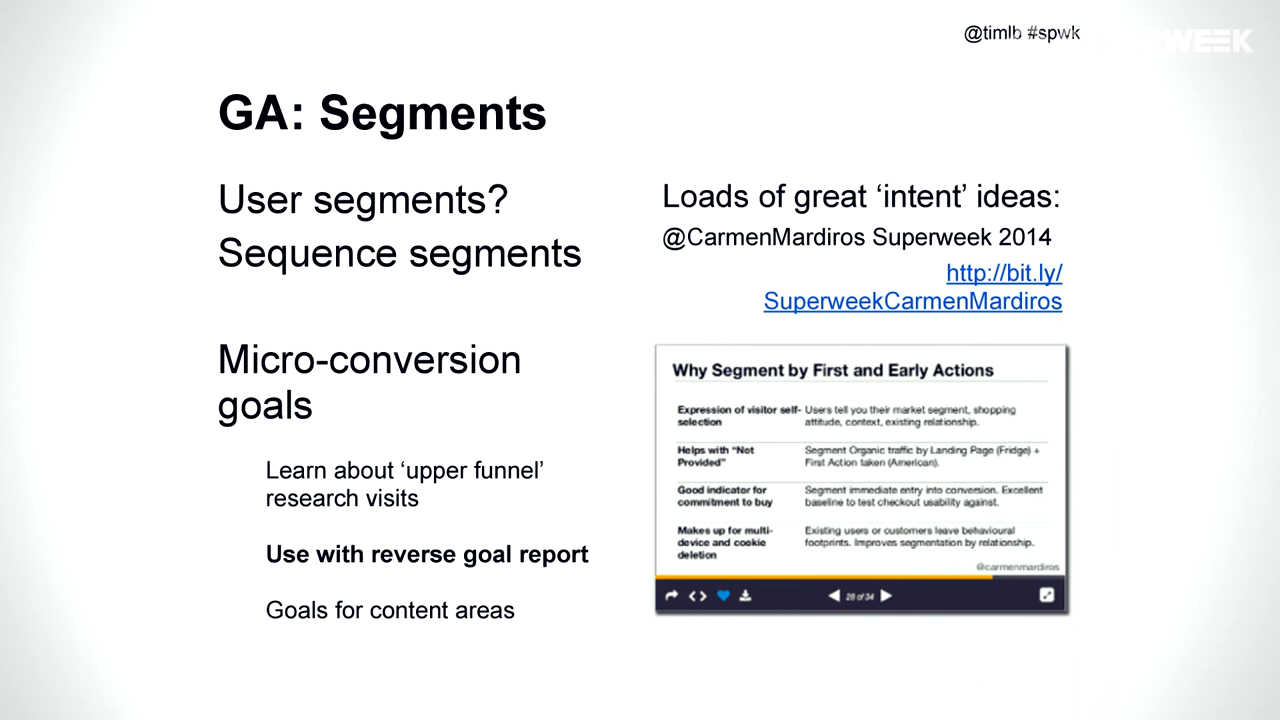 @timlb #spwk
WEEK
GA: Segments
User segments?
Sequence segments
Micro-conversion
goals
Learn about ‘upper funnel’
research visits
Use with reverse goal report
Goals for content areas
Loads of great ‘intent’ ideas:
@CarmenMardiros Superweek 2014
http://bit.ly/
SuperweekCarmenMardiros
Why Segment by First and Early Actions
Expression of visitor self- Users tell you their market segment, shopping
selection attitude, context, existing relationship.
Helps with “Not Segment Organic traffic by Landing Page (Fridge) +
Provided” First Action taken (American).
Good indicator for Segment immediate entry into conversion. Excellent
commitment to buy baseline to test checkout usability against.
Makes up for multi- Existing users or customers leave behavioural
device and cookie footprints. Improves segmentation by relationship.
deletion
@carmenmardiros
28 of 34